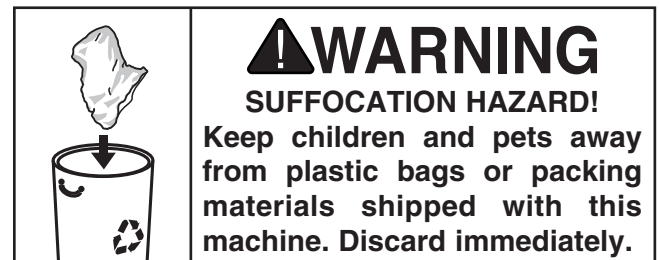 WARNING
SUFFOCATION HAZARD!
Keep children and pets away
from plastic bags or packing
materials shipped with this
machine. Discard immediately.